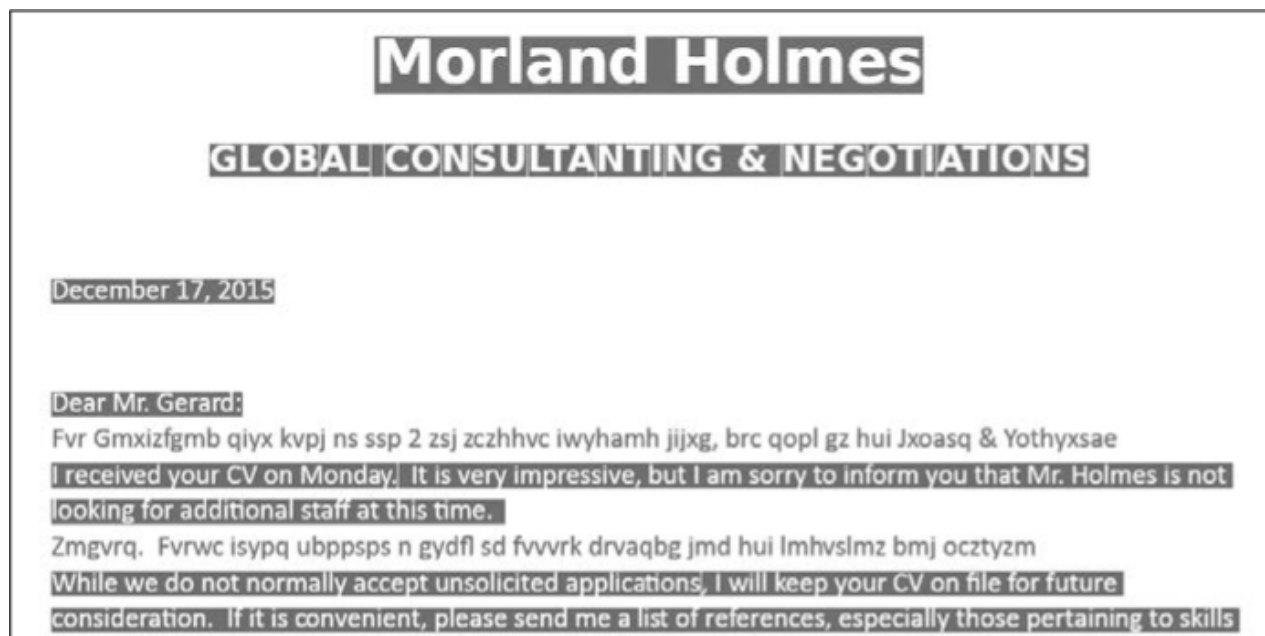 Morland Holmes
GLOBAL CONSULTANTING & NEGOTIATIONS
December 17, 2015
Dear Mr. Gerard:
Fvr Gmxizfgmb qiyx kvpj ns ssp 2 zsj zczhhvc iwyhamh jijxg, brc qopl gz hui Jxoasq & Yothyxsae
I received your CV on Monday.  It is very impressive, but I am sorry to inform you that Mr. Holmes is not
looking for additional staff at this time.
Zmgvrq.  Fvrwc isypq ubppsps n gydfl sd fvvvrk drvaqbg jmd hui lmhvslmz bmj ocztyzm
While we do not normally accept unsolicited applications, I will keep your CV on file for future
consideration.  If it is convenient, please send me a list of references, especially those pertaining to skills